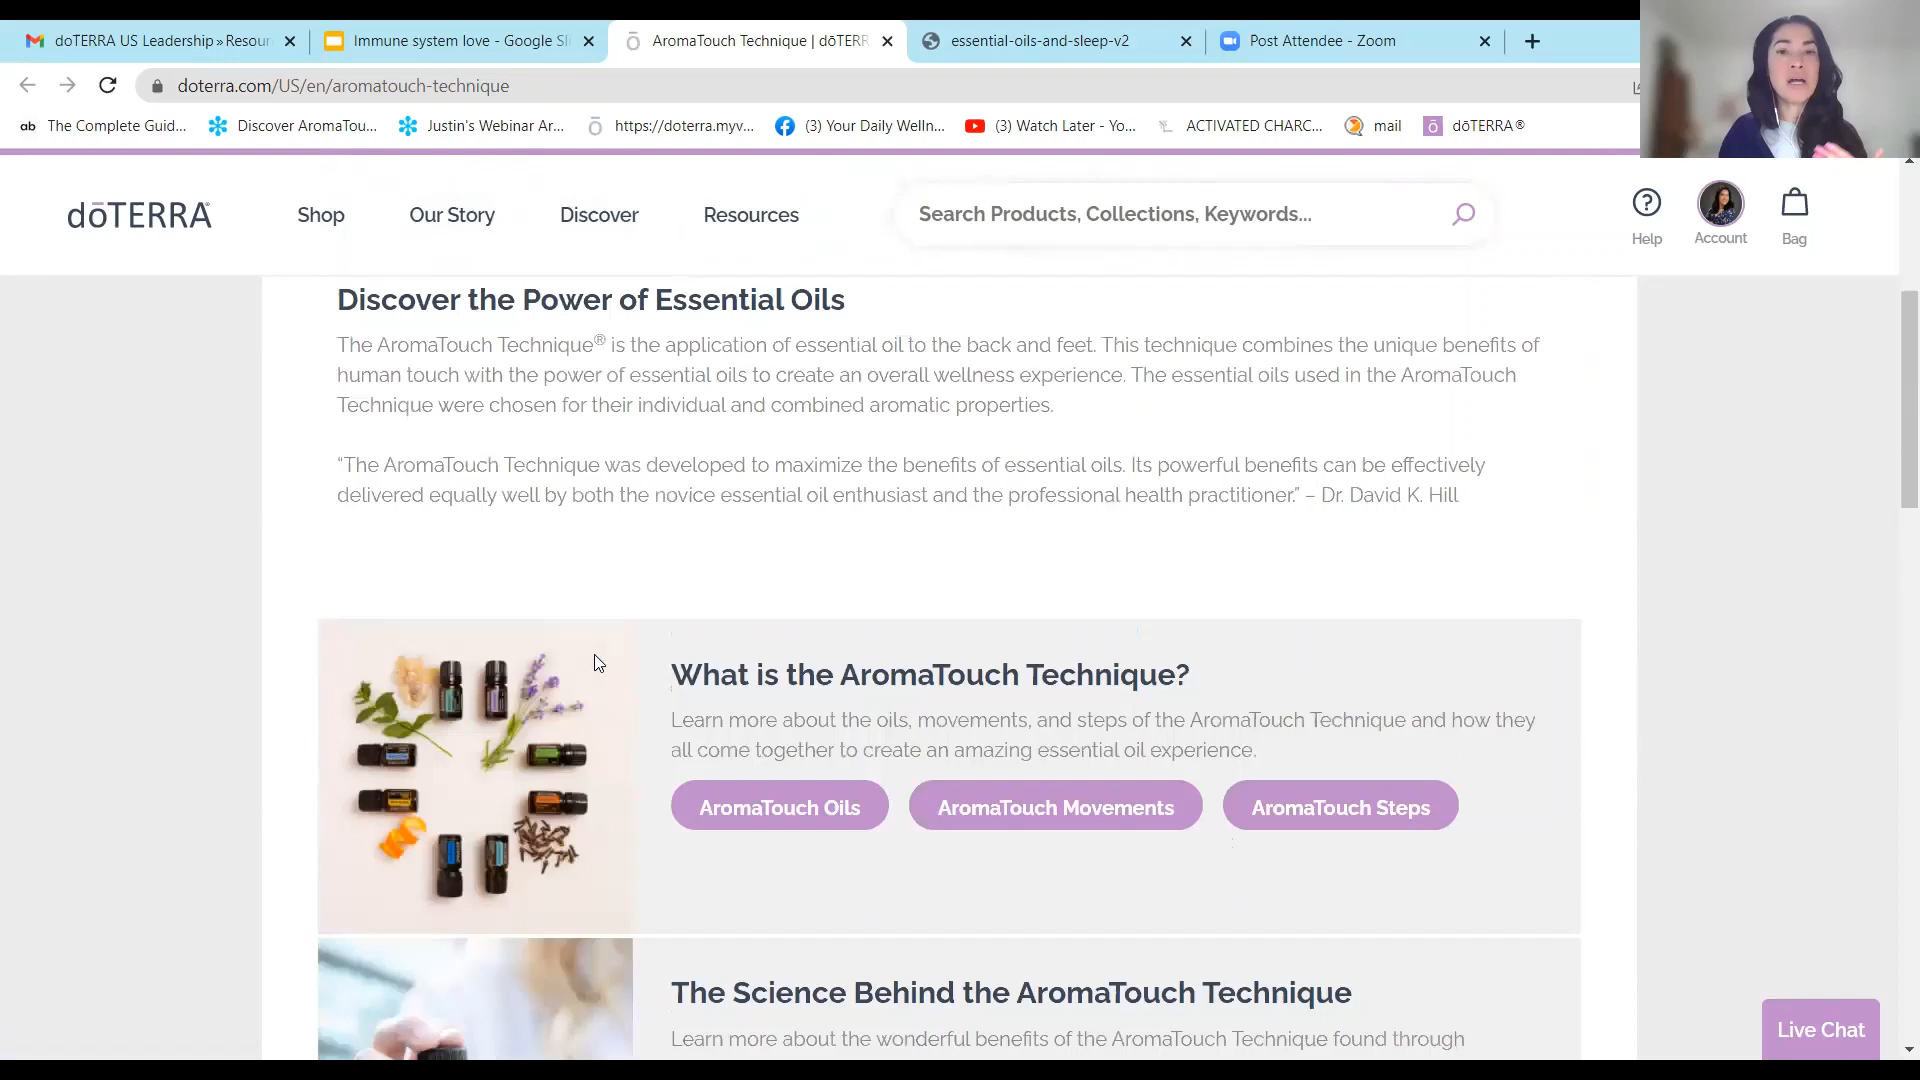 doTERRA US Leadership » Resour
Immune system love - Google Sli
AromaTouch Technique | dōTERR
essential-oils-and-sleep-v2
Post Attendee - Zoom
doterra.com/US/en/aromatouch-technique
ab The Complete Guid...
Discover AromaTou...
Justin's Webinar Ar...
https://doterra.myv...
(3) Your Daily Welln...
(3) Watch Later - Yo...
ACTIVATED CHARC...
mail
dōTERRA®
dōTERRA®
Shop
Our Story
Discover
Resources
Search Products, Collections, Keywords...
Help
Account
Bag
Discover the Power of Essential Oils
The AromaTouch Technique® is the application of essential oil to the back and feet. This technique combines the unique benefits of
human touch with the power of essential oils to create an overall wellness experience. The essential oils used in the AromaTouch
Technique were chosen for their individual and combined aromatic properties.
“The AromaTouch Technique was developed to maximize the benefits of essential oils. Its powerful benefits can be effectively
delivered equally well by both the novice essential oil enthusiast and the professional health practitioner.” – Dr. David K. Hill
What is the AromaTouch Technique?
Learn more about the oils, movements, and steps of the AromaTouch Technique and how they
all come together to create an amazing essential oil experience.
AromaTouch Oils
AromaTouch Movements
AromaTouch Steps
The Science Behind the AromaTouch Technique
Learn more about the wonderful benefits of the AromaTouch Technique found through
Live Chat